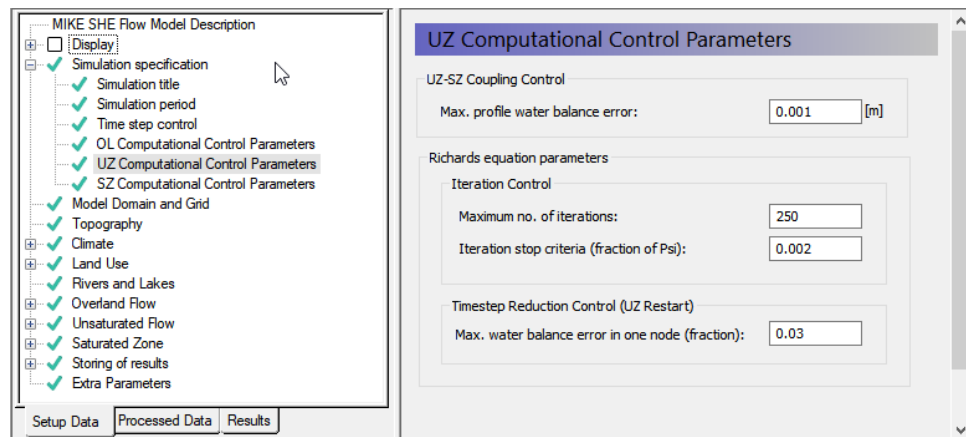 MIKE SHE Flow Model Description
Display
Simulation specification
Simulation title
Simulation period
Time step control
OL Computational Control Parameters
UZ Computational Control Parameters
SZ Computational Control Parameters
Model Domain and Grid
Topography
Climate
Land Use
Rivers and Lakes
Overland Flow
Unsaturated Flow
Saturated Zone
Storing of results
Extra Parameters
Setup Data Processed Data Results
UZ Computational Control Parameters
UZ-SZ Coupling Control
Max. profile water balance error: 0.001 [m]
Richards equation parameters
Iteration Control
Maximum no. of iterations: 250
Iteration stop criteria (fraction of Psi): 0.002
Timestep Reduction Control (UZ Restart)
Max. water balance error in one node (fraction): 0.03